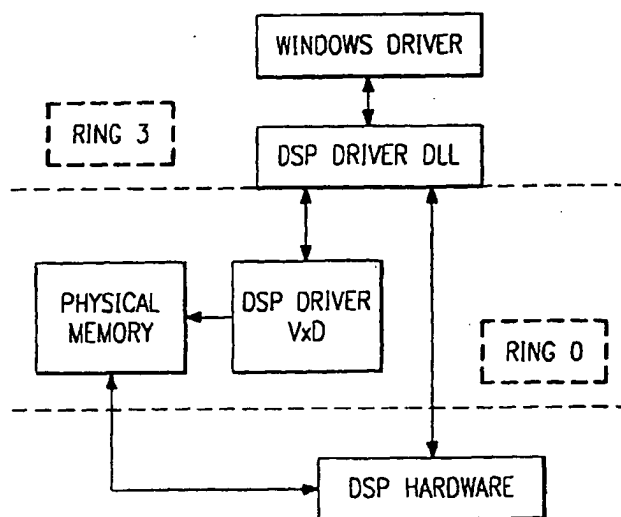 WINDOWS DRIVER
RING 3
DSP DRIVER DLL
PHYSICAL
MEMORY
DSP DRIVER
VxD
RING 0
DSP HARDWARE